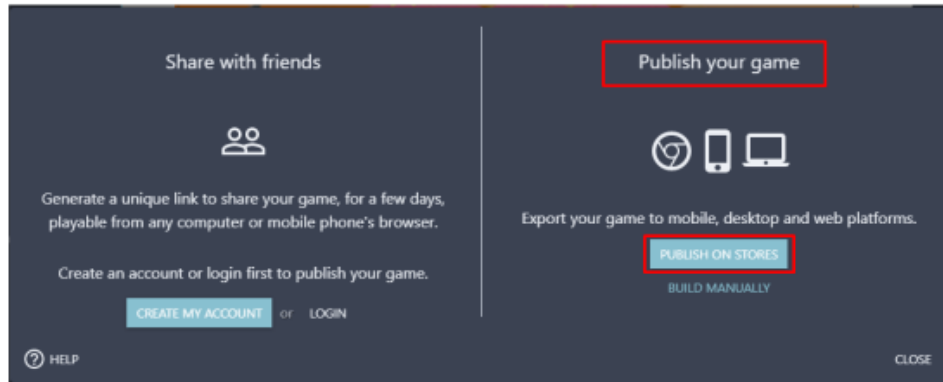 Share with friends
Generate a unique link to share your game, for a few days,
playable from any computer or mobile phone's browser.
Create an account or login first to publish your game.
CREATE MY ACCOUNT or LOGIN
Publish your game
Export your game to mobile, desktop and web platforms.
PUBLISH ON STORES
BUILD MANUALLY
? HELP
CLOSE